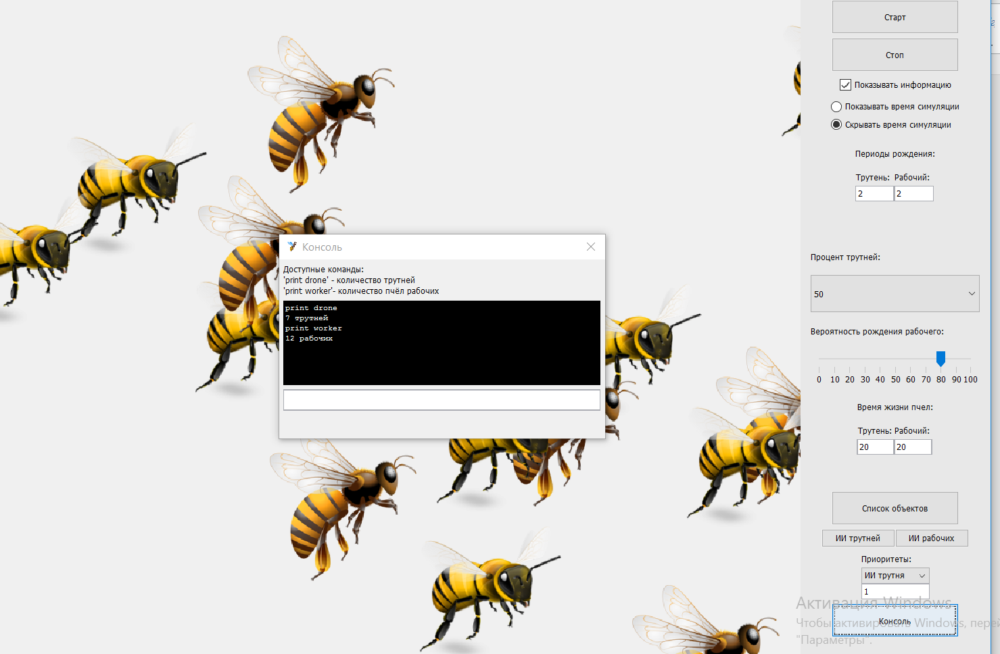 Старт
Стоп
Показывать информацию
Показывать время симуляции
Скрывать время симуляции
Периоды рождения:
Трутень: Рабочий:
2 2
Процент трутней:
50
Вероятность рождения рабочего:
0 10 20 30 40 50 60 70 80 90 100
Время жизни пчел:
Трутень: Рабочий:
20 20
Список объектов
ИИ трутней ИИ рабочих
Приоритеты:
ИИ трутня
1
Консоль
Активация Windows
Чтобы активировать Windows, перей
"Параметры".
Консоль
Доступные команды:
'print drone' - количество трутней
'print worker'- количество пчёл рабочих
print drone
7 трутней
print worker
12 рабочих